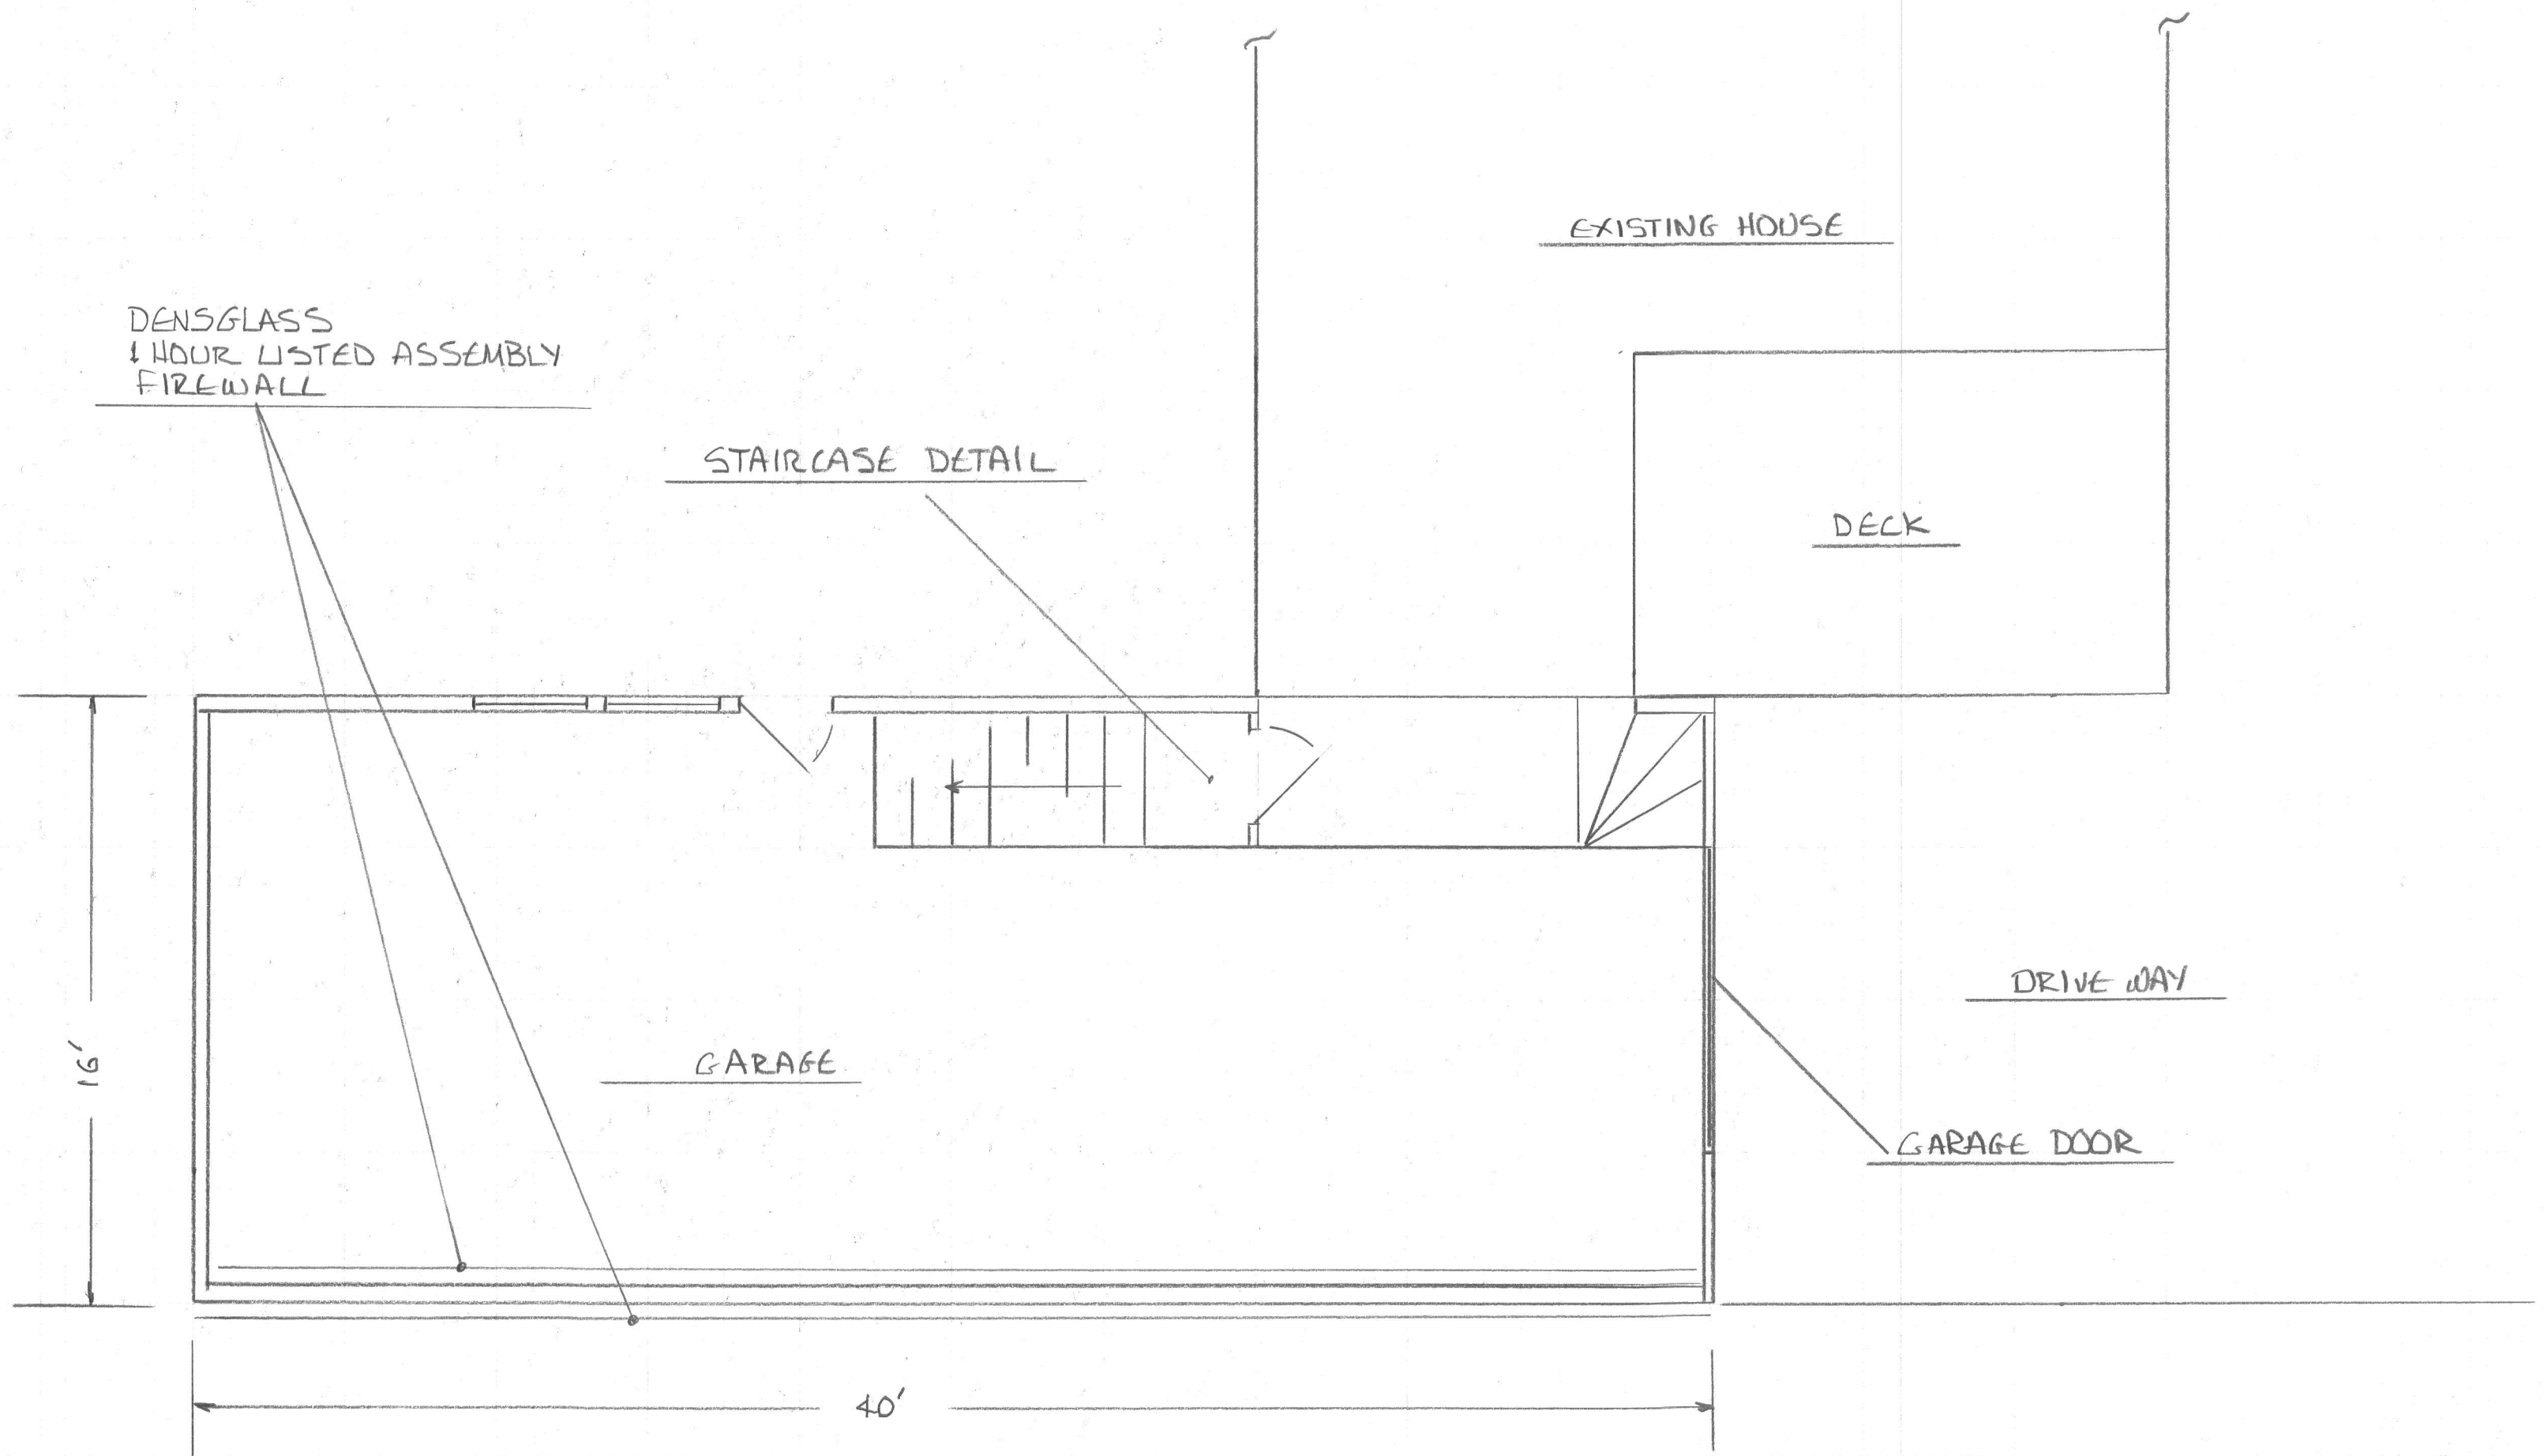 EXISTING HOUSE
DENSGLASS
1 HOUR LISTED ASSEMBLY
FIREWALL
STAIRCASE DETAIL
DECK
DRIVE WAY
16'
GARAGE
GARAGE DOOR
40'